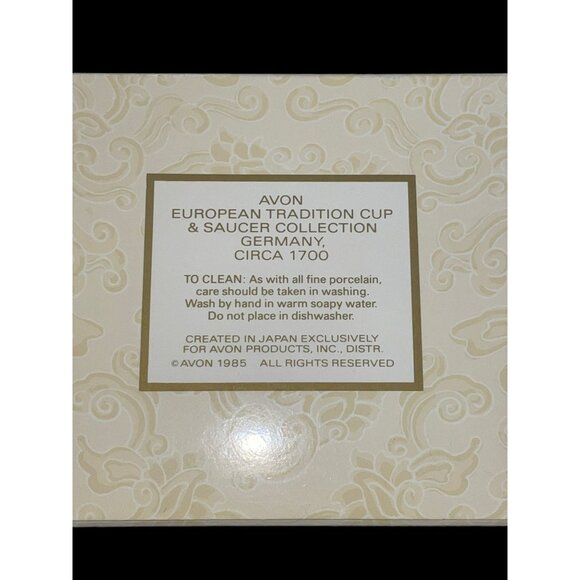 AVON
EUROPEAN TRADITION CUP
& SAUCER COLLECTION
GERMANY,
CIRCA 1700
TO CLEAN: As with all fine porcelain,
care should be taken in washing.
Wash by hand in warm soapy water.
Do not place in dishwasher.
CREATED IN JAPAN EXCLUSIVELY
FOR AVON PRODUCTS, INC., DISTR.
©AVON 1985 ALL RIGHTS RESERVED